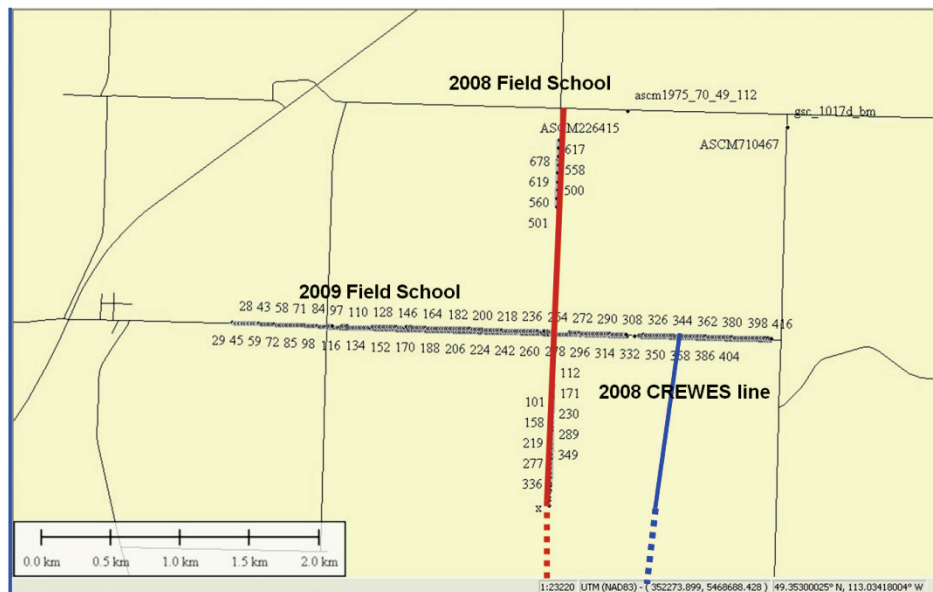 2008 Field School
ascm1975_70_49_112
gsc_1017d_bm
ASCM226415
ASCM710467
617
678
558
619
500
560
501
2009 Field School
28 43 58 71 84 97 110 128 146 164 182 200 218 236 254 272 290 308 326 344 362 380 398 416
29 45 59 72 85 98 116 134 152 170 188 206 224 242 260 278 296 314 332 350 368 386 404
112
2008 CREWES line
171
101
230
158
289
219
349
277
336
x
0.0 km 0.5 km 1.0 km 1.5 km 2.0 km
1:23220 UTM (NAD83) - ( 352273.899, 5468688.428 ) 49.35300025° N, 113.03418004° W